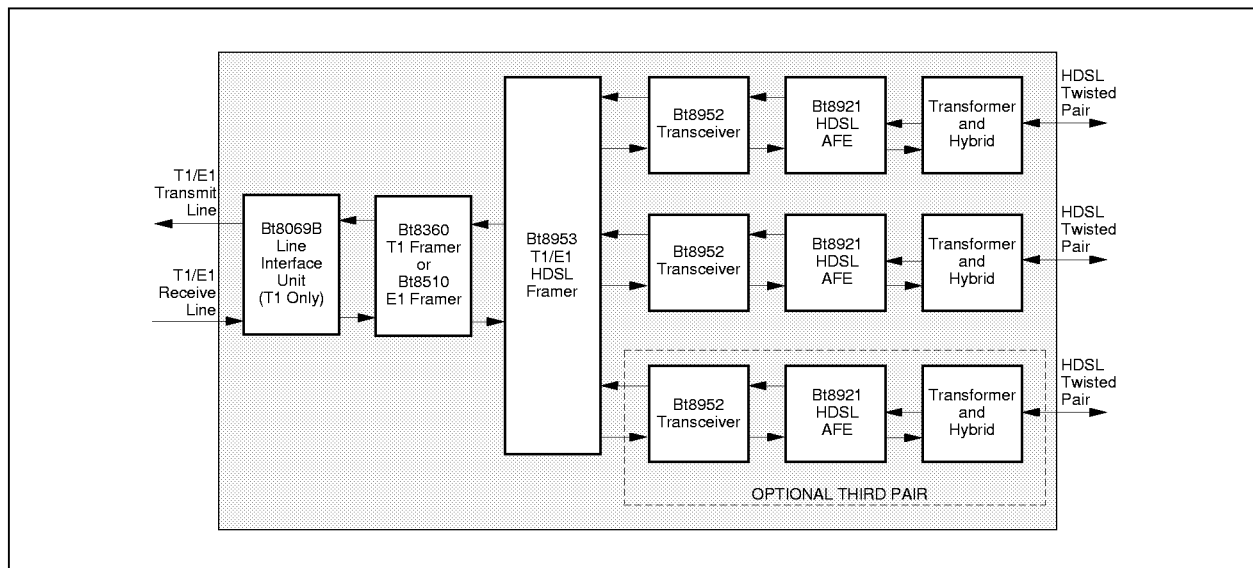 T1/E1
Transmit
Line
T1/E1
Receive
Line
Bt8069B
Line
Interface
Unit
(T1 Only)
Bt8360
T1 Framer
or
Bt8510
E1 Framer
Bt8953
T1/E1
HDSL
Framer
Bt8952
Transceiver
Bt8921
HDSL
AFE
Transformer
and
Hybrid
HDSL
Twisted
Pair
Bt8952
Transceiver
Bt8921
HDSL
AFE
Transformer
and
Hybrid
HDSL
Twisted
Pair
Bt8952
Transceiver
Bt8921
HDSL
AFE
Transformer
and
Hybrid
HDSL
Twisted
Pair
OPTIONAL THIRD PAIR